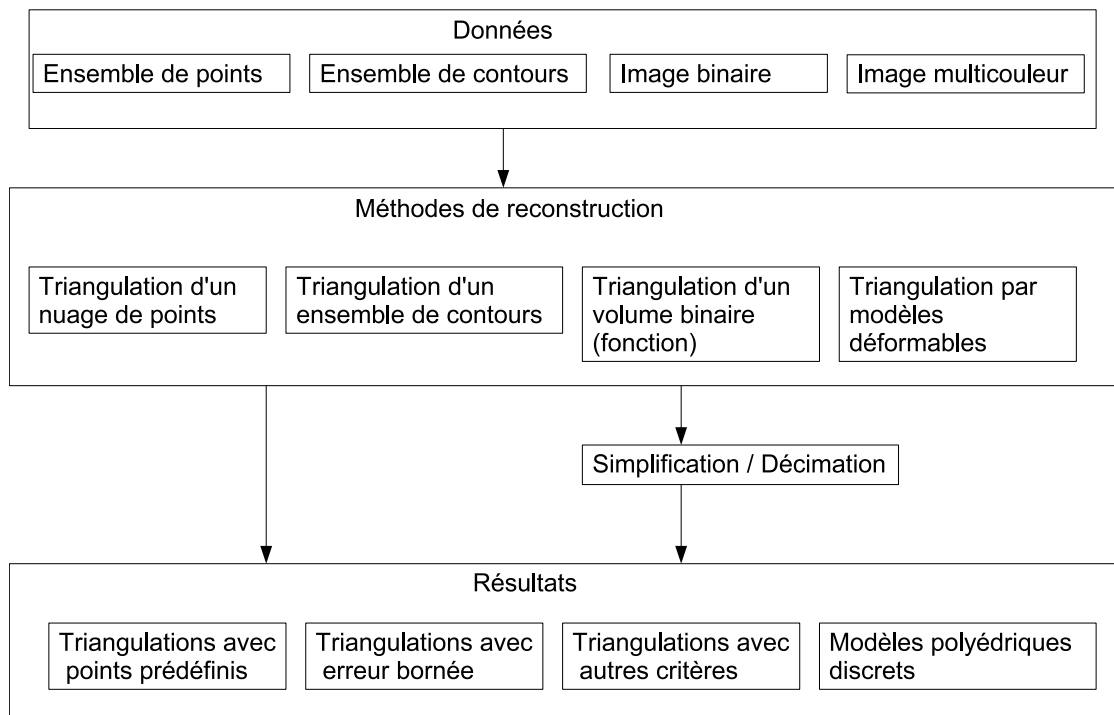 Données
Ensemble de points
Ensemble de contours
Image binaire
Image multicouleur
Méthodes de reconstruction
Triangulation d'un
nuage de points
Triangulation d'un
ensemble de contours
Triangulation d'un
volume binaire
(fonction)
Triangulation par
modèles
déformables
Simplification / Décimation
Résultats
Triangulations avec
points prédéfinis
Triangulations avec
erreur bornée
Triangulations avec
autres critères
Modèles polyédriques
discrets